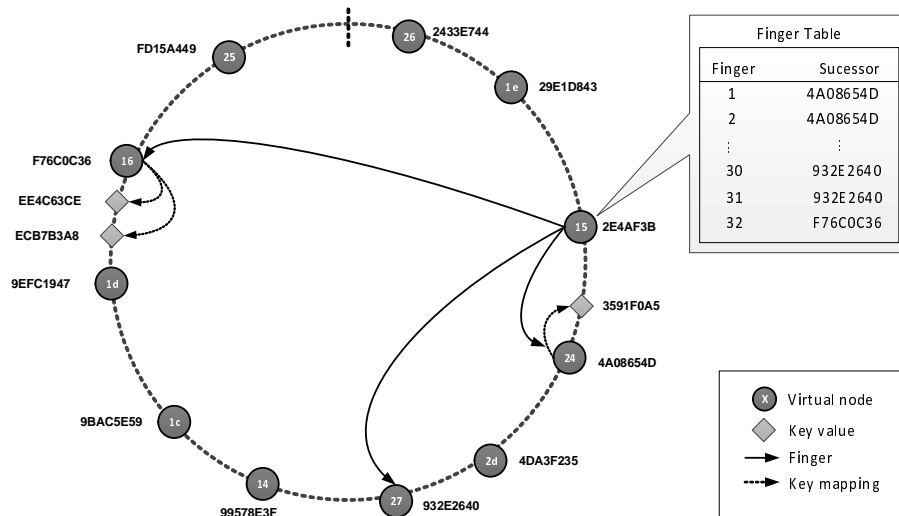 26
2433E744
FD15A449
25
1e
29E1D843
Finger Table
Finger Sucessor
1 4A08654D
2 4A08654D
⋮ ⋮
30 932E2640
31 932E2640
32 F76C0C36
F76C0C36
16
EE4C63CE
ECB7B3A8
15
2E4AF3B
9EFC1947
1d
3591F0A5
24
4A08654D
9BAC5E59
1c
2d
4DA3F235
14
99578E3F
27
932E2640
X Virtual node
Key value
Finger
Key mapping